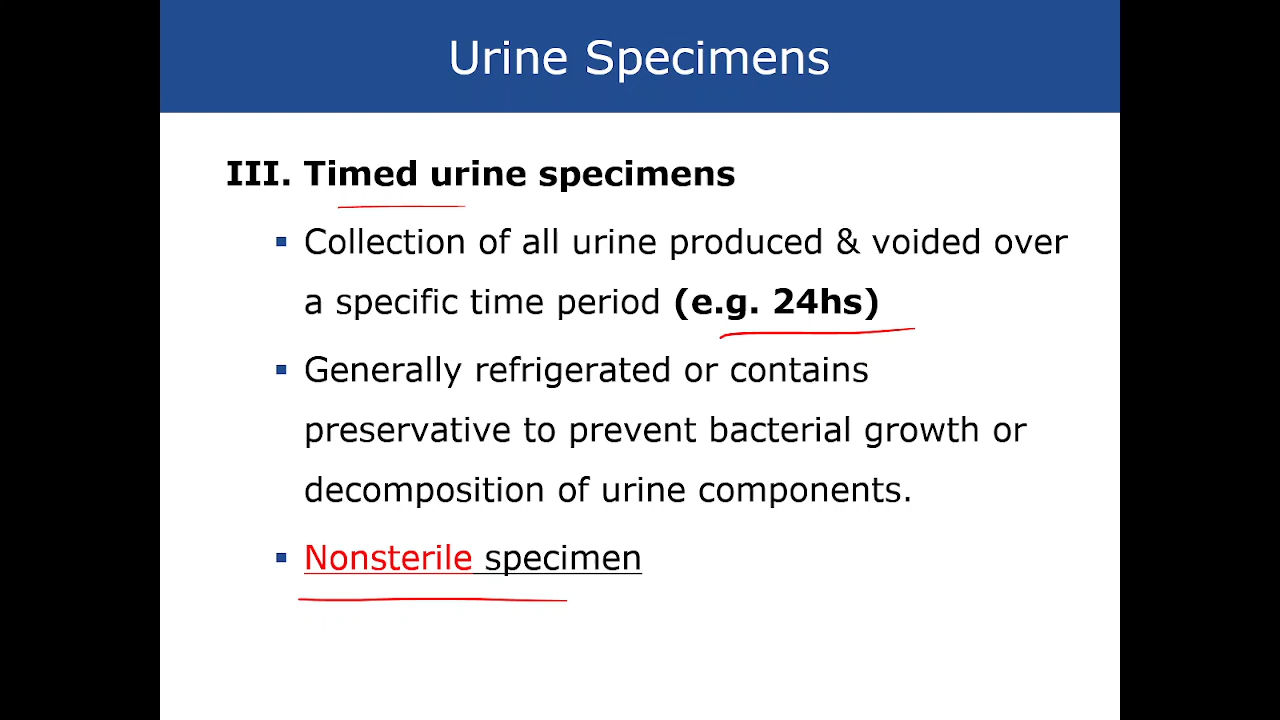 Urine Specimens
III. Timed urine specimens
▪ Collection of all urine produced & voided over
a specific time period (e.g. 24hs)
▪ Generally refrigerated or contains
preservative to prevent bacterial growth or
decomposition of urine components.
▪ Nonsterile specimen